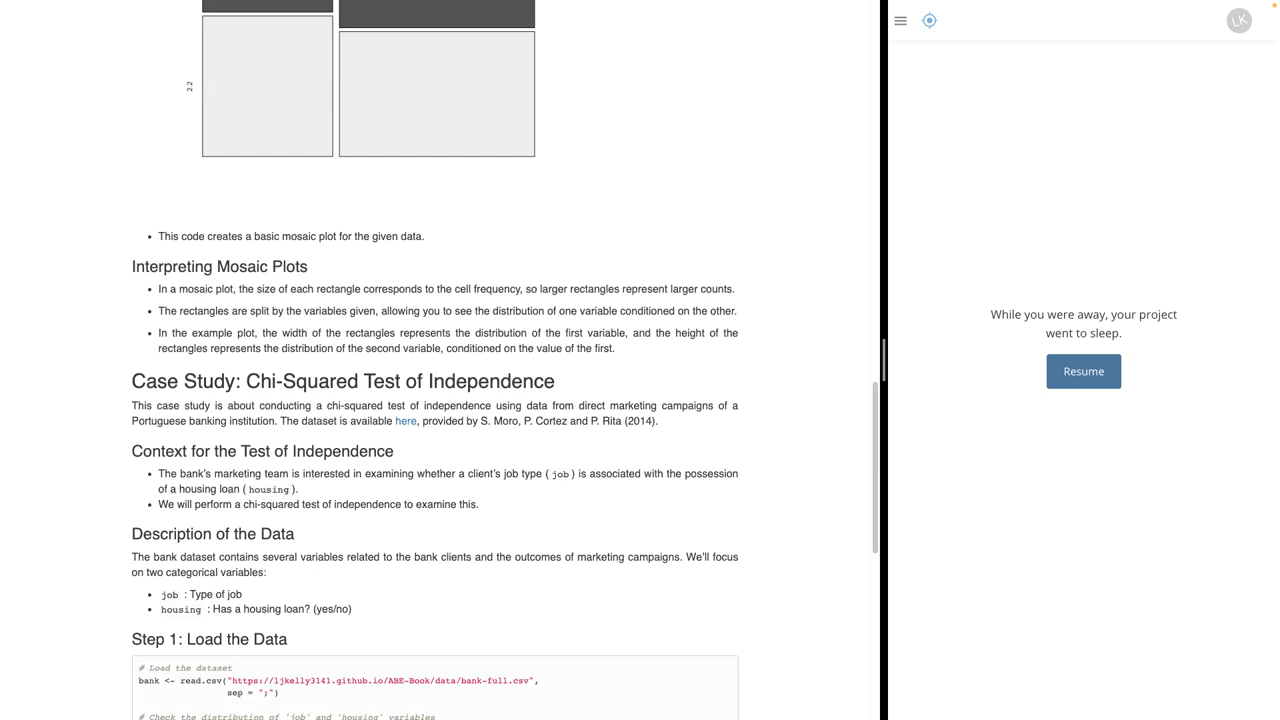 2.2
• This code creates a basic mosaic plot for the given data.
Interpreting Mosaic Plots
• In a mosaic plot, the size of each rectangle corresponds to the cell frequency, so larger rectangles represent larger counts.
• The rectangles are split by the variables given, allowing you to see the distribution of one variable conditioned on the other.
• In the example plot, the width of the rectangles represents the distribution of the first variable, and the height of the
rectangles represents the distribution of the second variable, conditioned on the value of the first.
Case Study: Chi-Squared Test of Independence
This case study is about conducting a chi-squared test of independence using data from direct marketing campaigns of a
Portuguese banking institution. The dataset is available here, provided by S. Moro, P. Cortez and P. Rita (2014).
Context for the Test of Independence
• The bank's marketing team is interested in examining whether a client's job type ( job ) is associated with the possession
of a housing loan ( housing ).
• We will perform a chi-squared test of independence to examine this.
Description of the Data
The bank dataset contains several variables related to the bank clients and the outcomes of marketing campaigns. We'll focus
on two categorical variables:
• job : Type of job
• housing : Has a housing loan? (yes/no)
Step 1: Load the Data
# Load the dataset
bank <- read.csv("https://ljkelly3141.github.io/ABE-Book/data/bank-full.csv",
sep = ";")
# Check the distribution of 'job' and 'housing' variables
LK
While you were away, your project
went to sleep.
Resume